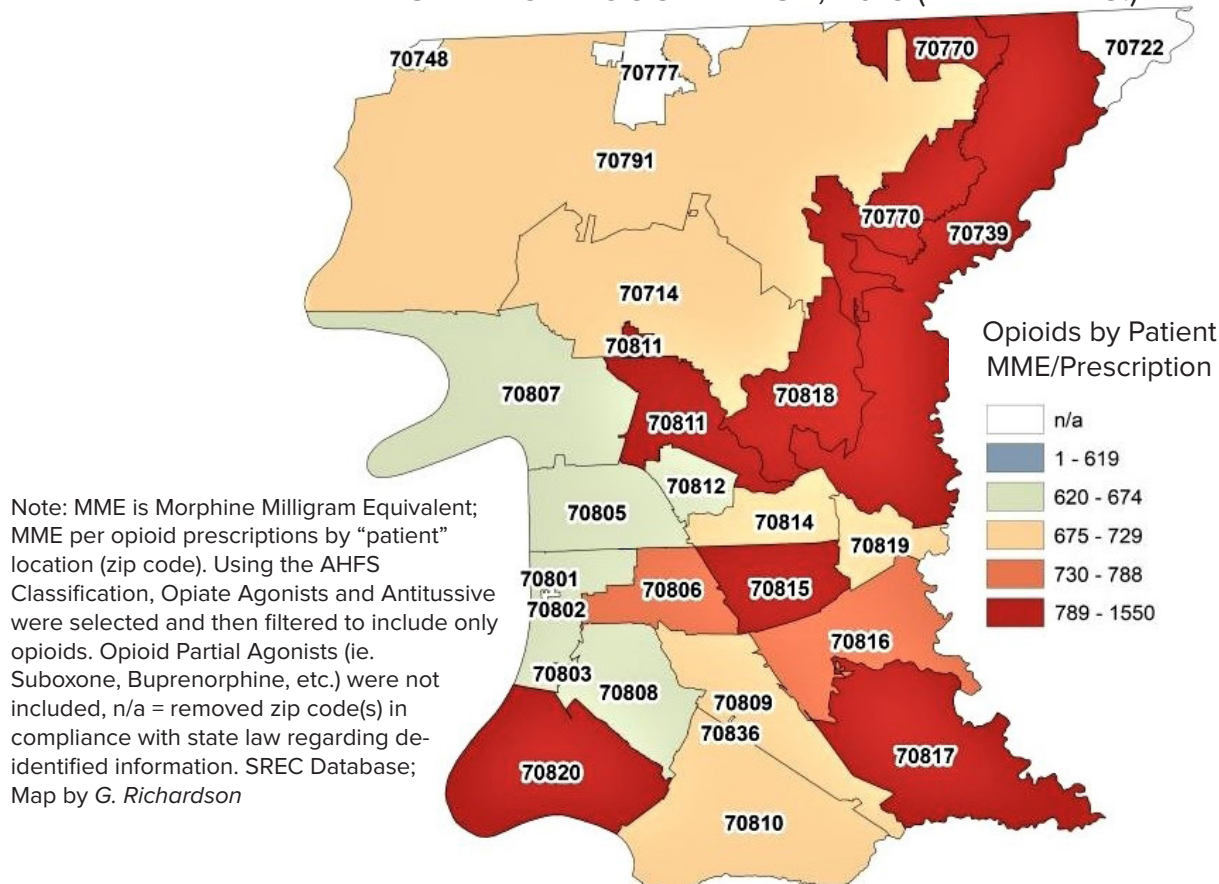 70748
70777
70770
70722
70791
70770
70739
70714
70811
70807
70818
70811
70812
70805
70814
70819
70801
70806
70815
70802
70816
70803
70808
70809
70836
70817
70820
70810
Opioids by Patient
MME/Prescription
n/a
1 - 619
620 - 674
675 - 729
730 - 788
789 - 1550
Note: MME is Morphine Milligram Equivalent;
MME per opioid prescriptions by “patient”
location (zip code). Using the AHFS
Classification, Opiate Agonists and Antitussive
were selected and then filtered to include only
opioids. Opioid Partial Agonists (ie.
Suboxone, Buprenorphine, etc.) were not
included, n/a = removed zip code(s) in
compliance with state law regarding de-
identified information. SREC Database;
Map by G. Richardson